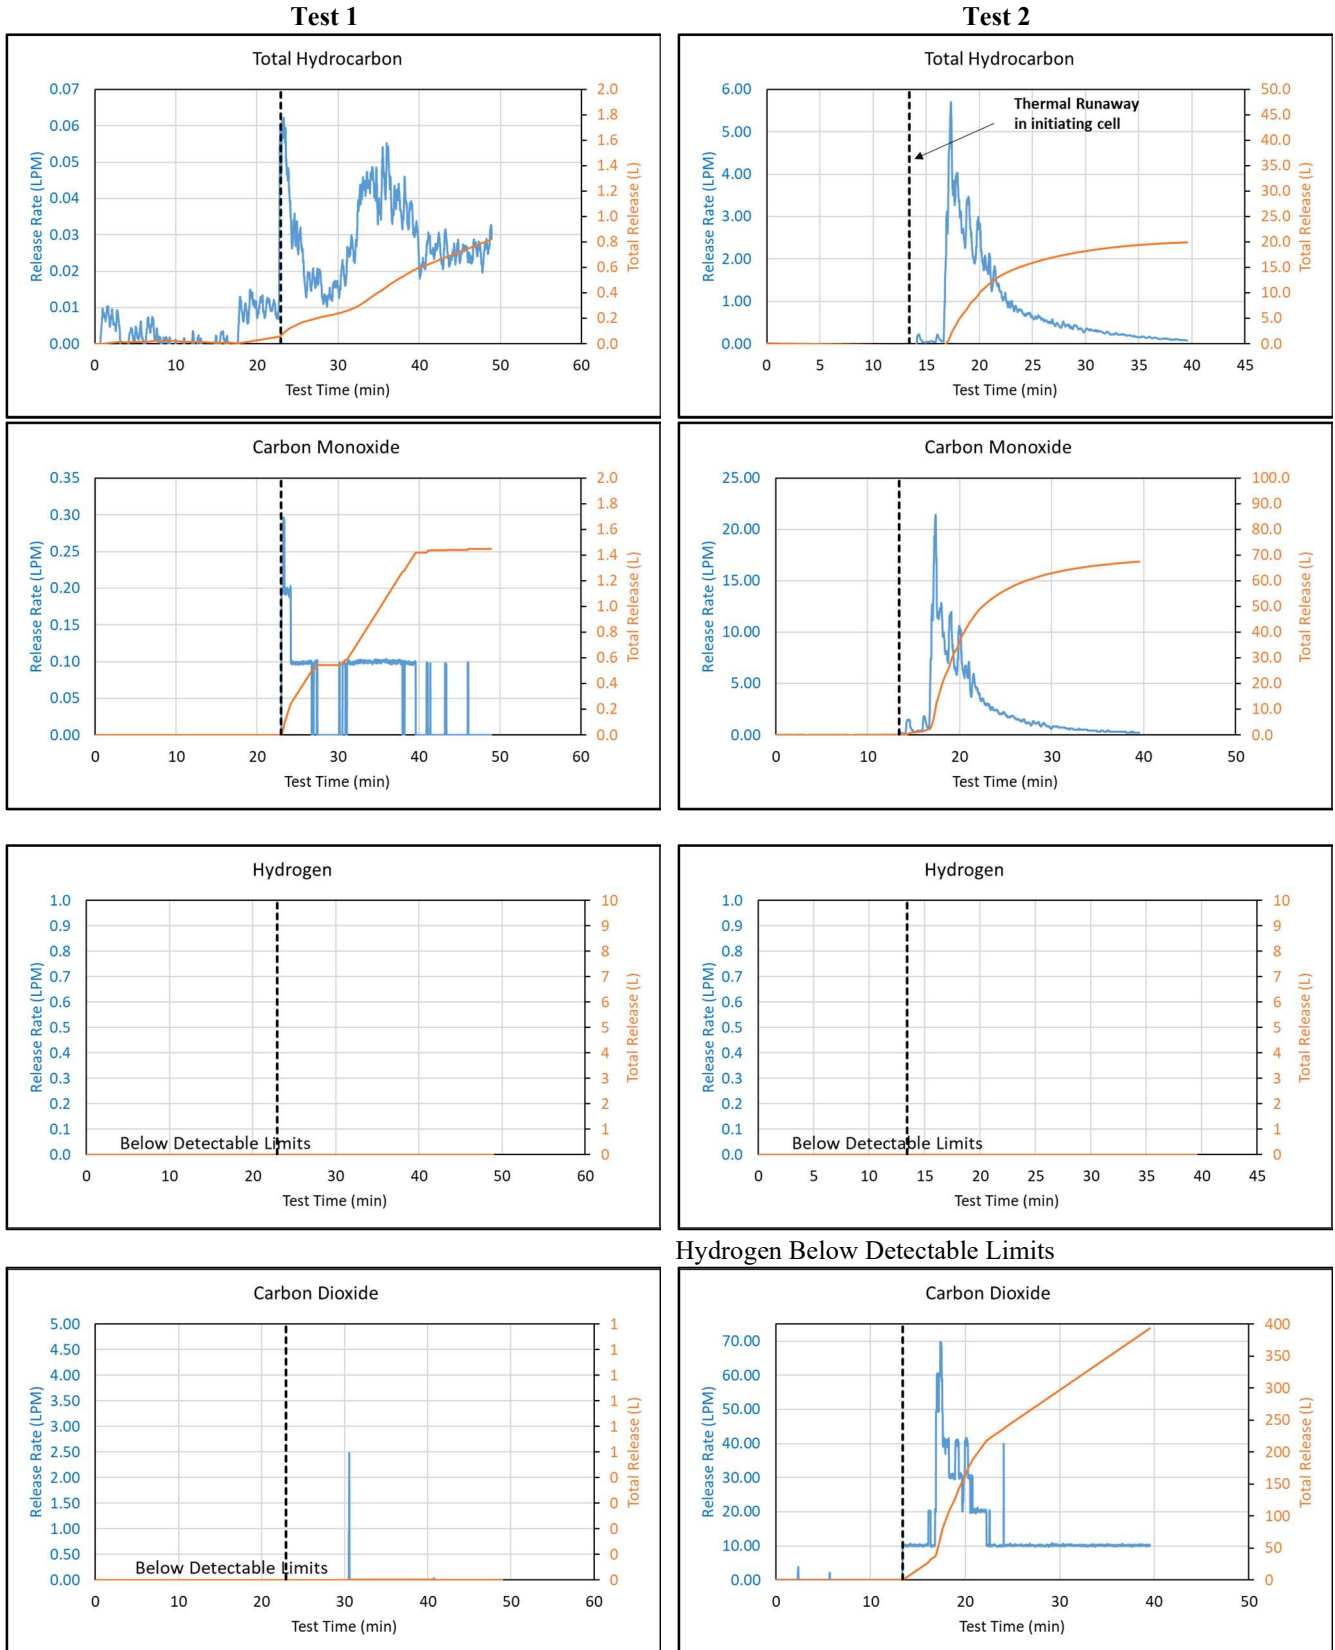 Test 1
Test 2
Total Hydrocarbon
0.07 0.06 0.05 0.04 0.03 0.02 0.01 0.00
Release Rate (LPM)
2.0 1.8 1.6 1.4 1.2 1.0 0.8 0.6 0.4 0.2 0.0
Total Release (L)
0 10 20 30 40 50 60
Test Time (min)
Total Hydrocarbon
Thermal Runaway
in initiating cell
6.00 5.00 4.00 3.00 2.00 1.00 0.00
Release Rate (LPM)
50.0 45.0 40.0 35.0 30.0 25.0 20.0 15.0 10.0 5.0 0.0
Total Release (L)
0 5 10 15 20 25 30 35 40 45
Test Time (min)
Carbon Monoxide
0.35 0.30 0.25 0.20 0.15 0.10 0.05 0.00
Release Rate (LPM)
2.0 1.8 1.6 1.4 1.2 1.0 0.8 0.6 0.4 0.2 0.0
Total Release (L)
0 10 20 30 40 50 60
Test Time (min)
Carbon Monoxide
25.00 20.00 15.00 10.00 5.00 0.00
Release Rate (LPM)
100.0 90.0 80.0 70.0 60.0 50.0 40.0 30.0 20.0 10.0 0.0
Total Release (L)
0 10 20 30 40 50
Test Time (min)
Hydrogen
1.0 0.9 0.8 0.7 0.6 0.5 0.4 0.3 0.2 0.1 0.0
Release Rate (LPM)
10 9 8 7 6 5 4 3 2 1 0
Total Release (L)
Below Detectable Limits
0 10 20 30 40 50 60
Test Time (min)
Hydrogen
1.0 0.9 0.8 0.7 0.6 0.5 0.4 0.3 0.2 0.1 0.0
Release Rate (LPM)
10 9 8 7 6 5 4 3 2 1 0
Total Release (L)
Below Detectable Limits
0 5 10 15 20 25 30 35 40 45
Test Time (min)
Hydrogen Below Detectable Limits
Carbon Dioxide
5.00 4.50 4.00 3.50 3.00 2.50 2.00 1.50 1.00 0.50 0.00
Release Rate (LPM)
1 1 1 1 1 1 0 0 0 0 0
Total Release (L)
Below Detectable Limits
0 10 20 30 40 50 60
Test Time (min)
Carbon Dioxide
70.00 60.00 50.00 40.00 30.00 20.00 10.00 0.00
Release Rate (LPM)
400 350 300 250 200 150 100 50 0
Total Release (L)
0 10 20 30 40 50
Test Time (min)